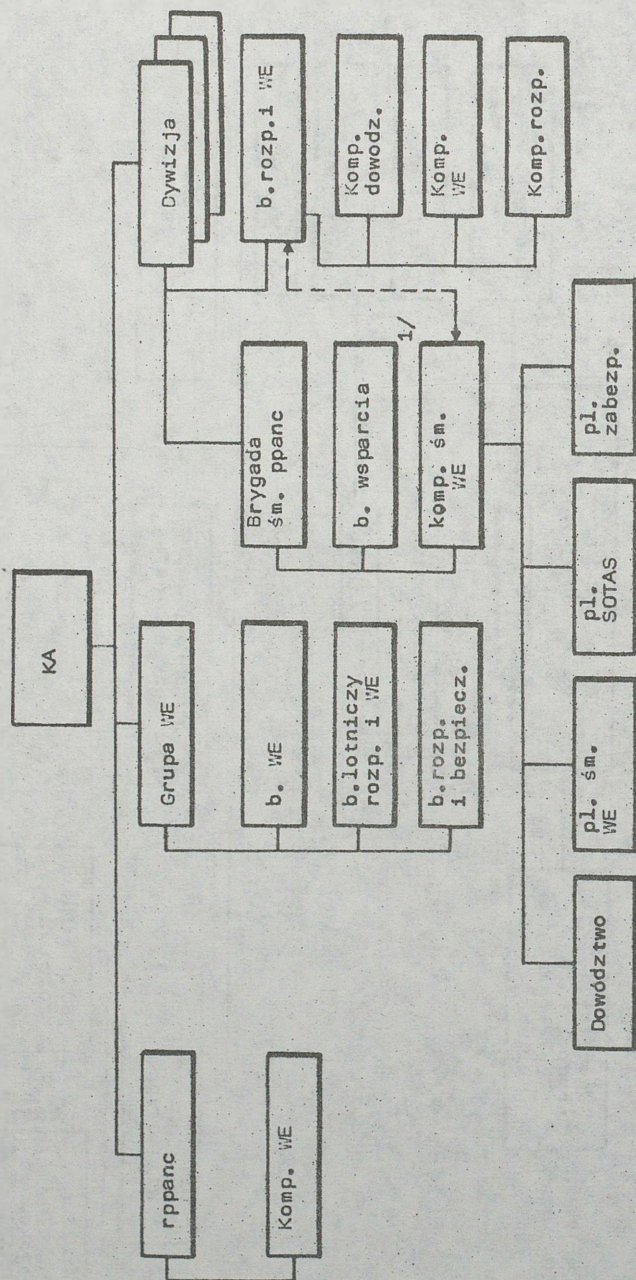 KA
rppanc
Komp. WE
Grupa WE
b. WE
b.lotniczy
rozp. i WE
b.rozp.
i bezpiecz.
Dywizja
Brygada
śm. ppanc
b. wsparcia
1/
komp. śm.
WE
b.rozp.i WE
Komp.
dowodz.
Komp.
WE
Komp.rozp.
Dowództwo
pl. śm.
WE
pl.
SOTAS
pl.
zabezp.